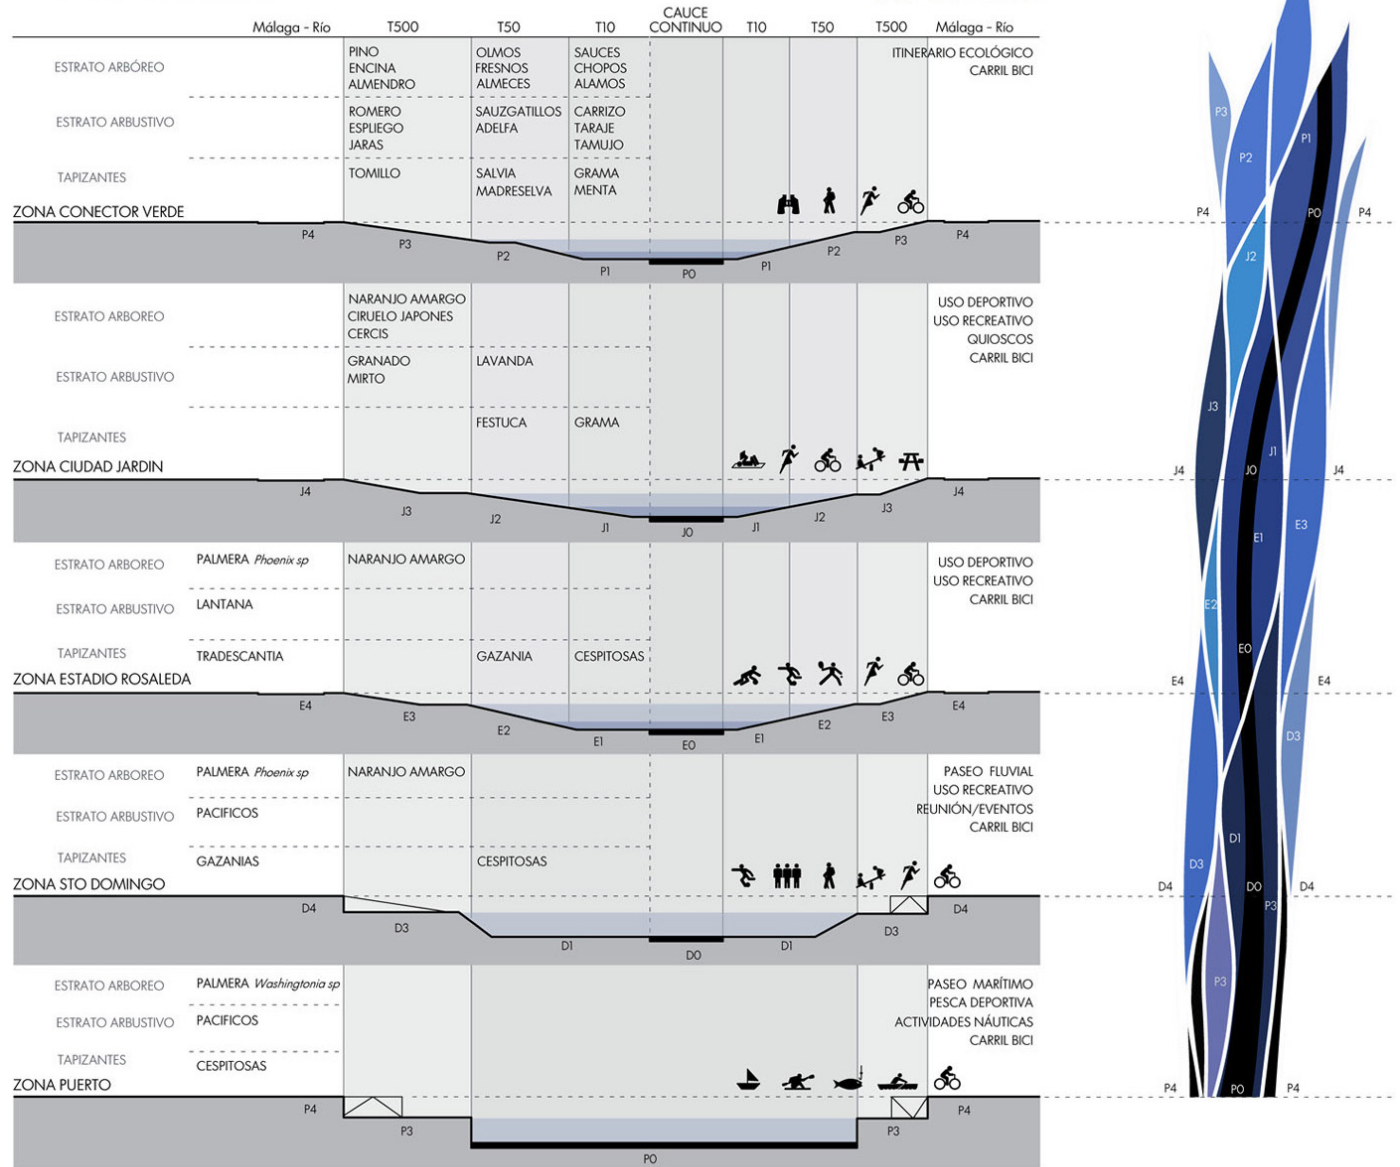 CAUCE
Málaga - Río T500 T50 T10 CONTINUO T10 T50 T500 Málaga - Río
ESTRATO ARBÓREO
PINO
ENCINA
ALMENDRO
OLMOS
FRESNOS
ALMECES
SAUCES
CHOPOS
ALAMOS
ITINERARIO ECOLÓGICO
CARRIL BICI
ESTRATO ARBUSTIVO
ROMERO
ESPLIEGO
JARAS
SAUZGATILLOS
ADELFA
CARRIZO
TARAJE
TAMUJO
TAPIZANTES
TOMILLO
SALVIA
MADRESELVA
GRAMA
MENTA
ZONA CONECTOR VERDE
P4 P3 P2 P1 P0 P1 P2 P3 P4
ESTRATO ARBOREO
NARANJO AMARGO
CIRUELO JAPONES
CERCIS
USO DEPORTIVO
USO RECREATIVO
QUIOSCOS
CARRIL BICI
ESTRATO ARBUSTIVO
GRANADO
MIRTO
LAVANDA
TAPIZANTES
FESTUCA
GRAMA
ZONA CIUDAD JARDIN
J4 J3 J2 J1 J0 J1 J2 J3 J4
ESTRATO ARBOREO
PALMERA Phoenix sp
NARANJO AMARGO
USO DEPORTIVO
USO RECREATIVO
CARRIL BICI
ESTRATO ARBUSTIVO
LANTANA
TAPIZANTES
TRADESCANTIA
GAZANIA
CESPITOSAS
ZONA ESTADIO ROSALEDA
E4 E3 E2 E1 E0 E1 E2 E3 E4
ESTRATO ARBOREO
PALMERA Phoenix sp
NARANJO AMARGO
PASEO FLUVIAL
USO RECREATIVO
REUNIÓN/EVENTOS
CARRIL BICI
ESTRATO ARBUSTIVO
PACIFICOS
TAPIZANTES
GAZANIAS
CESPITOSAS
ZONA STO DOMINGO
D4 D3 D1 D0 D1 D3 D4
ESTRATO ARBOREO
PALMERA Washingtonia sp
PASEO MARÍTIMO
PESCA DEPORTIVA
ACTIVIDADES NÁUTICAS
CARRIL BICI
ESTRATO ARBUSTIVO
PACIFICOS
TAPIZANTES
CESPITOSAS
ZONA PUERTO
P4 P3 P0 P3 P4
P3
P1
P2
P4 P0 P4
J2
J3
J1
J4 J0 J4
E3
E1
E2
E0
E4 E4
D3
D1
D3
D4 D0 D4
P3
P3
P4 P0 P4